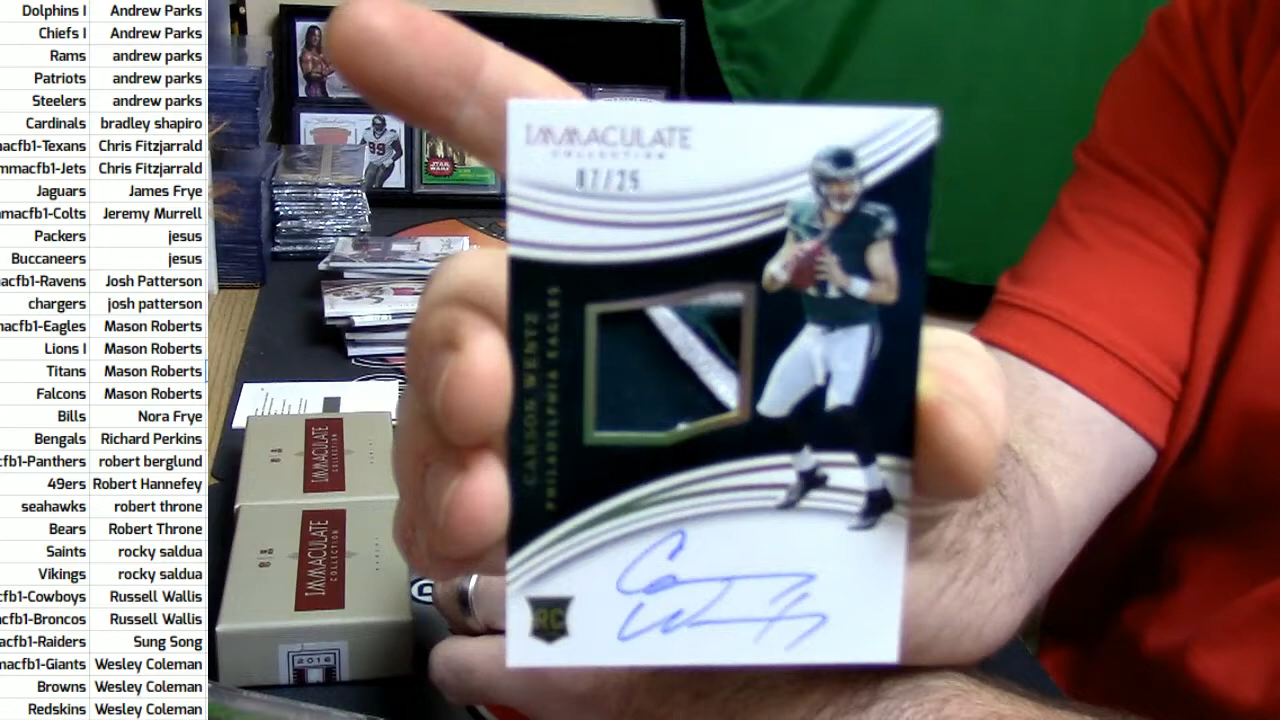 Dolphins I Andrew Parks
Chiefs I Andrew Parks
Rams andrew parks
Patriots andrew parks
Steelers andrew parks
Cardinals bradley shapiro
macfb1-Texans Chris Fitzjarrald
mmacfb1-Jets Chris Fitzjarrald
Jaguars James Frye
macfb1-Colts Jeremy Murrell
Packers jesus
Buccaneers jesus
acfb1-Ravens Josh Patterson
chargers josh patterson
macfb1-Eagles Mason Roberts
Lions I Mason Roberts
Titans Mason Roberts
Falcons Mason Roberts
Bills Nora Frye
Bengals Richard Perkins
cfb1-Panthers robert berglund
49ers Robert Hannefey
seahawks robert throne
Bears Robert Throne
Saints rocky saldua
Vikings rocky saldua
cfb1-Cowboys Russell Wallis
acfb1-Broncos Russell Wallis
acfb1-Raiders Sung Song
macfb1-Giants Wesley Coleman
Browns Wesley Coleman
Redskins Wesley Coleman
IMMACULATE
COLLECTION
07/25
CARSON WENTZ
PHILADELPHIA EAGLES
RC
STAR
WARS
99
IMMACULATE
COLLECTION
IMMACULATE
COLLECTION
2016